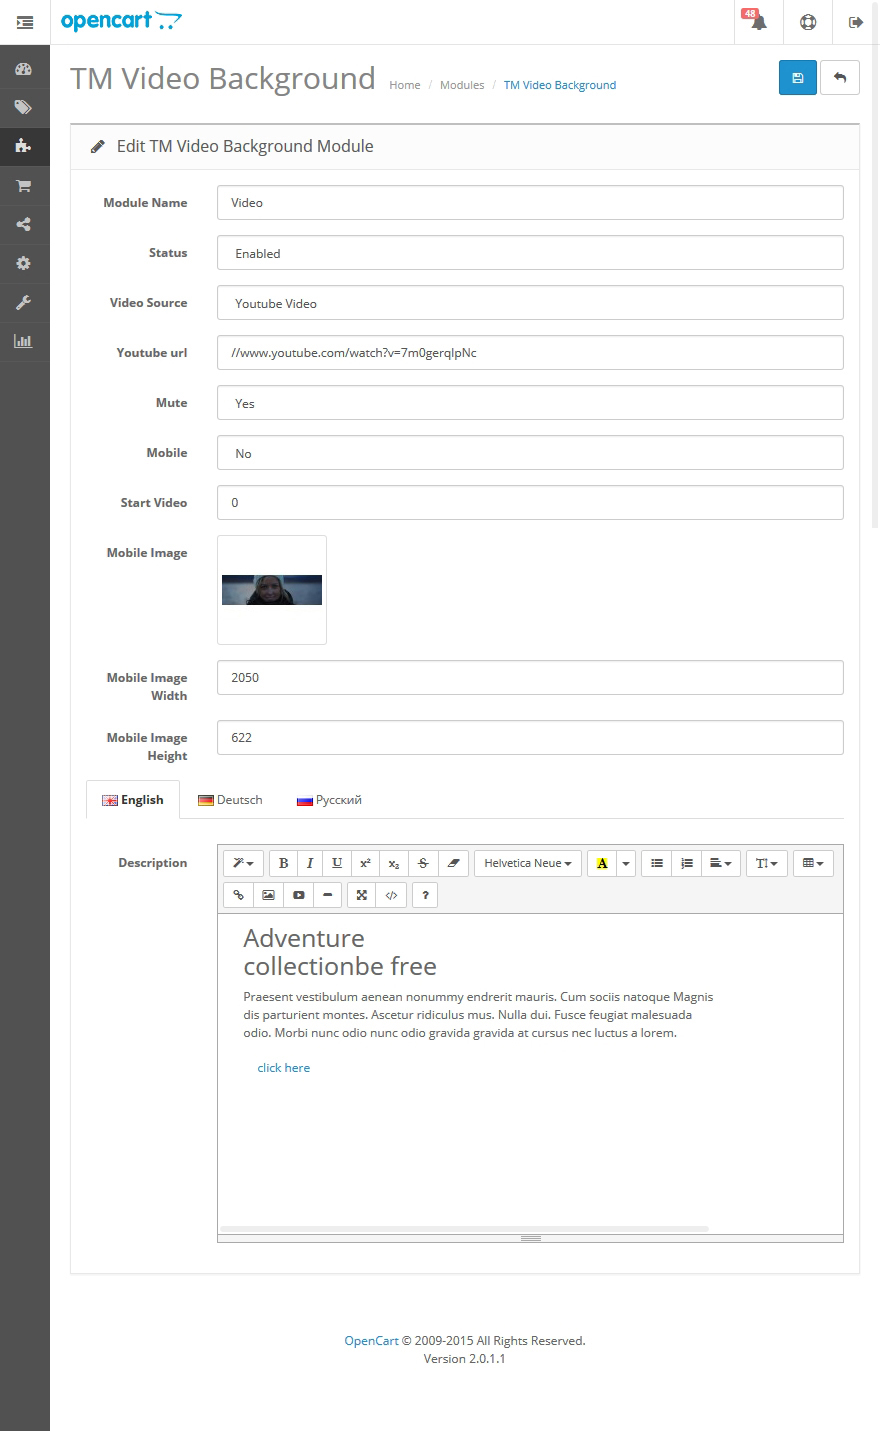 opencart
48
TM Video Background
Home / Modules / TM Video Background
Edit TM Video Background Module
Module Name
Video
Status
Enabled
Video Source
Youtube Video
Youtube url
//www.youtube.com/watch?v=7m0gerqlpNc
Mute
Yes
Mobile
No
Start Video
0
Mobile Image
Mobile Image
Width
2050
Mobile Image
Height
622
English
Deutsch
Русский
Description
B I U x² x₂ S Helvetica Neue A T </> ?
Adventure
collectionbe free
Praesent vestibulum aenean nonummy endrerit mauris. Cum sociis natoque Magnis
dis parturient montes. Ascetur ridiculus mus. Nulla dui. Fusce feugiat malesuada
odio. Morbi nunc odio nunc odio gravida gravida at cursus nec luctus a lorem.
click here
OpenCart © 2009-2015 All Rights Reserved.
Version 2.0.1.1